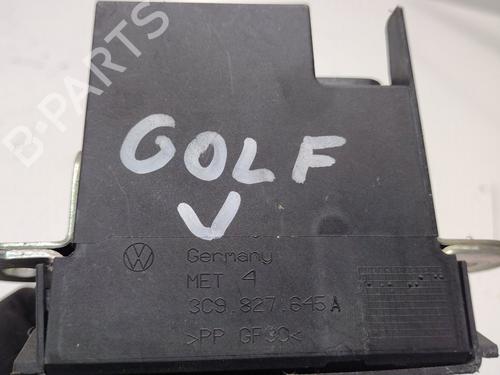 B-PARTS
GOLF
V
Germany
MET 4
3C9.827.645 A
>PP GF30<